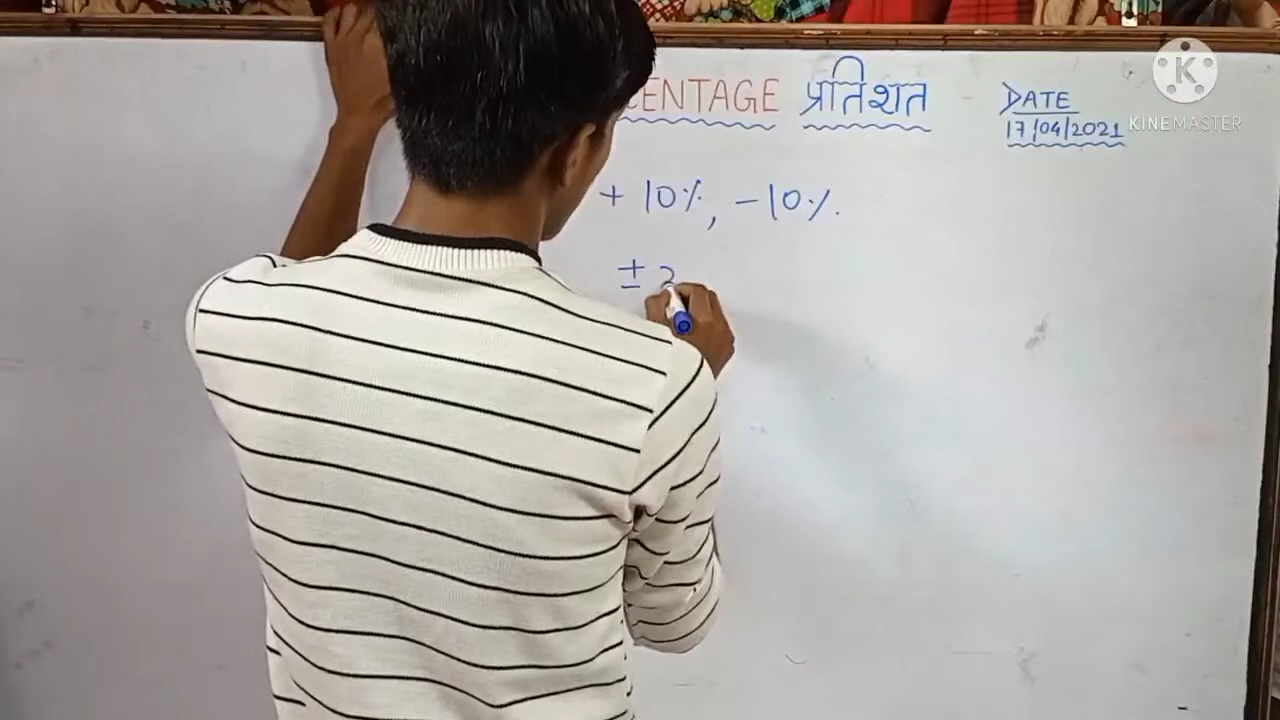 CENTAGE प्रतिशत DATE
17/04/2021
K
KINEMASTER
+ 10%, - 10%.
±